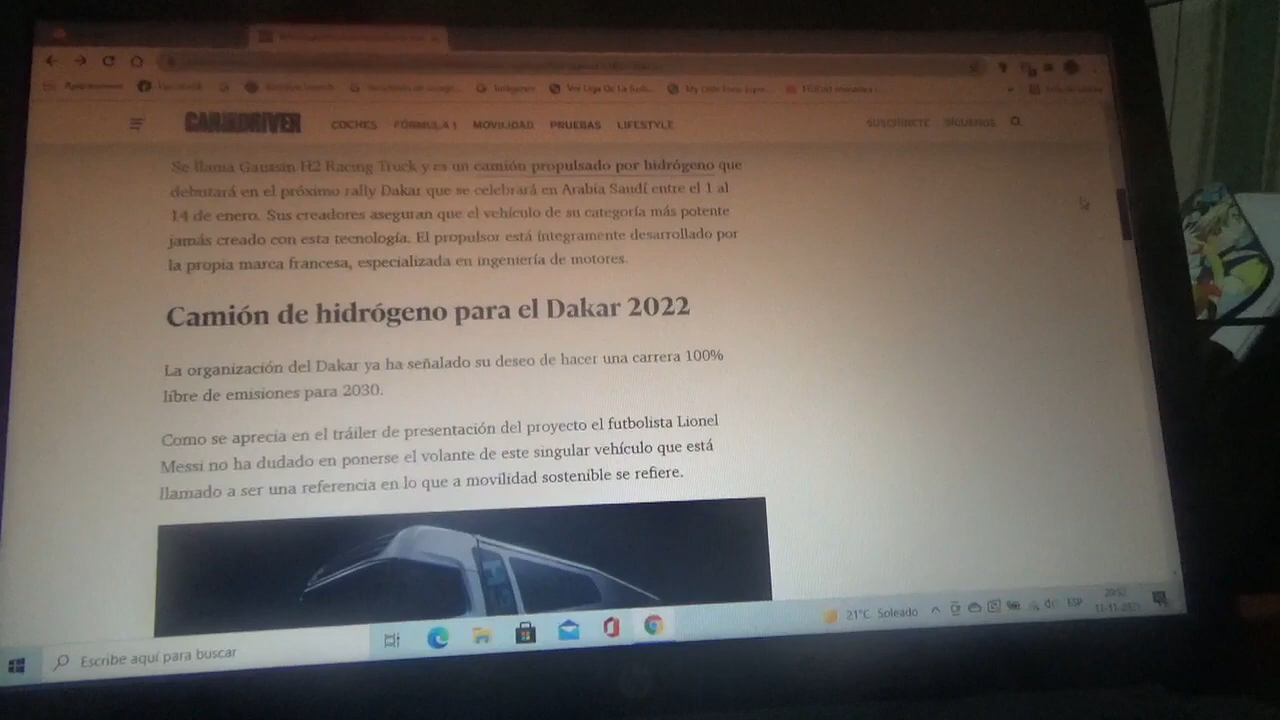 CAR AND DRIVER
COCHES FÓRMULA 1 MOVILIDAD PRUEBAS LIFESTYLE
SUSCRÍBETE SÍGUENOS
Se llama Gaussin H2 Racing Truck y es un camión propulsado por hidrógeno que
debutará en el próximo rally Dakar que se celebrará en Arabia Saudí entre el 1 al
14 de enero. Sus creadores aseguran que el vehículo de su categoría más potente
jamás creado con esta tecnología. El propulsor está íntegramente desarrollado por
la propia marca francesa, especializada en ingeniería de motores.
Camión de hidrógeno para el Dakar 2022
La organización del Dakar ya ha señalado su deseo de hacer una carrera 100%
libre de emisiones para 2030.
Como se aprecia en el tráiler de presentación del proyecto el futbolista Lionel
Messi no ha dudado en ponerse el volante de este singular vehículo que está
llamado a ser una referencia en lo que a movilidad sostenible se refiere.
H2
21°C Soleado
ESP
20:52
Escribe aquí para buscar